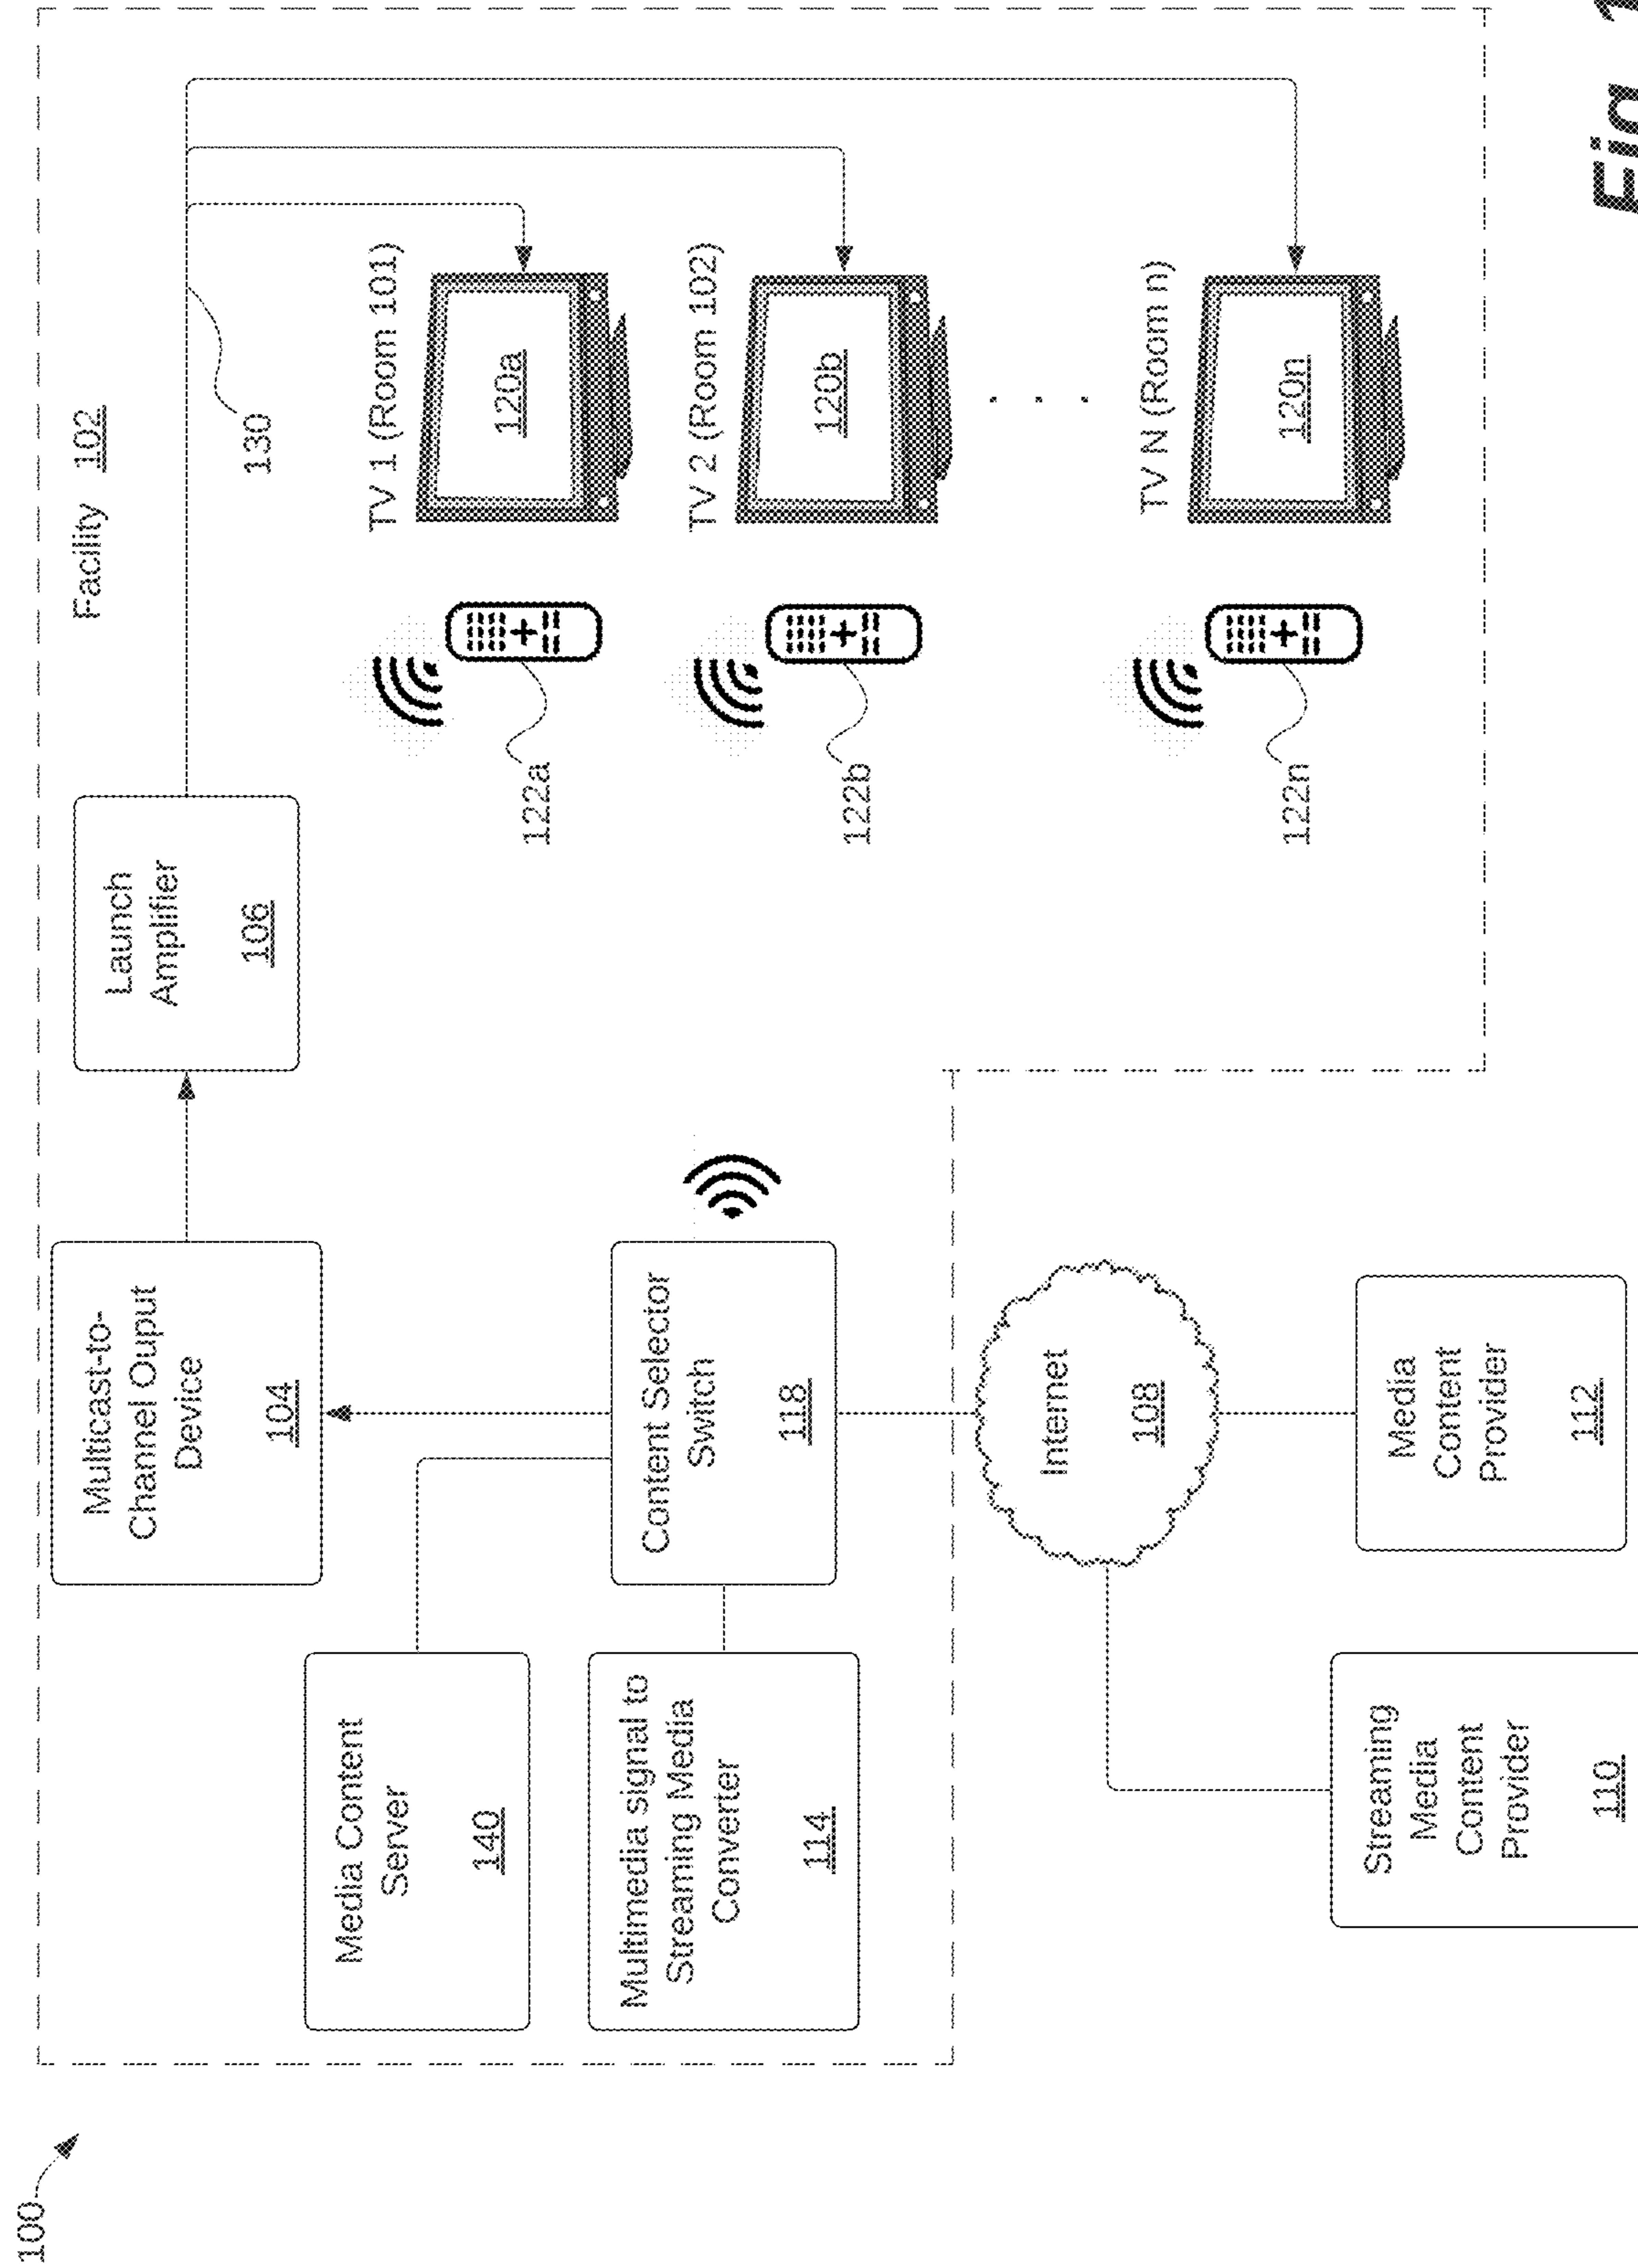 100
Facility 102
Multicast-to-
Channel Ouput
Device
104
Launch
Amplifier
106
130
Media Content
Server
140
TV 1 (Room 101)
120a
122a
Multimedia signal to
Streaming Media
Converter
114
Content Selector
Switch
118
TV 2 (Room 102)
120b
122b
Internet
108
TV N (Room n)
120n
122n
Streaming
Media
Content
Provider
110
Media
Content
Provider
112
Fig. 1